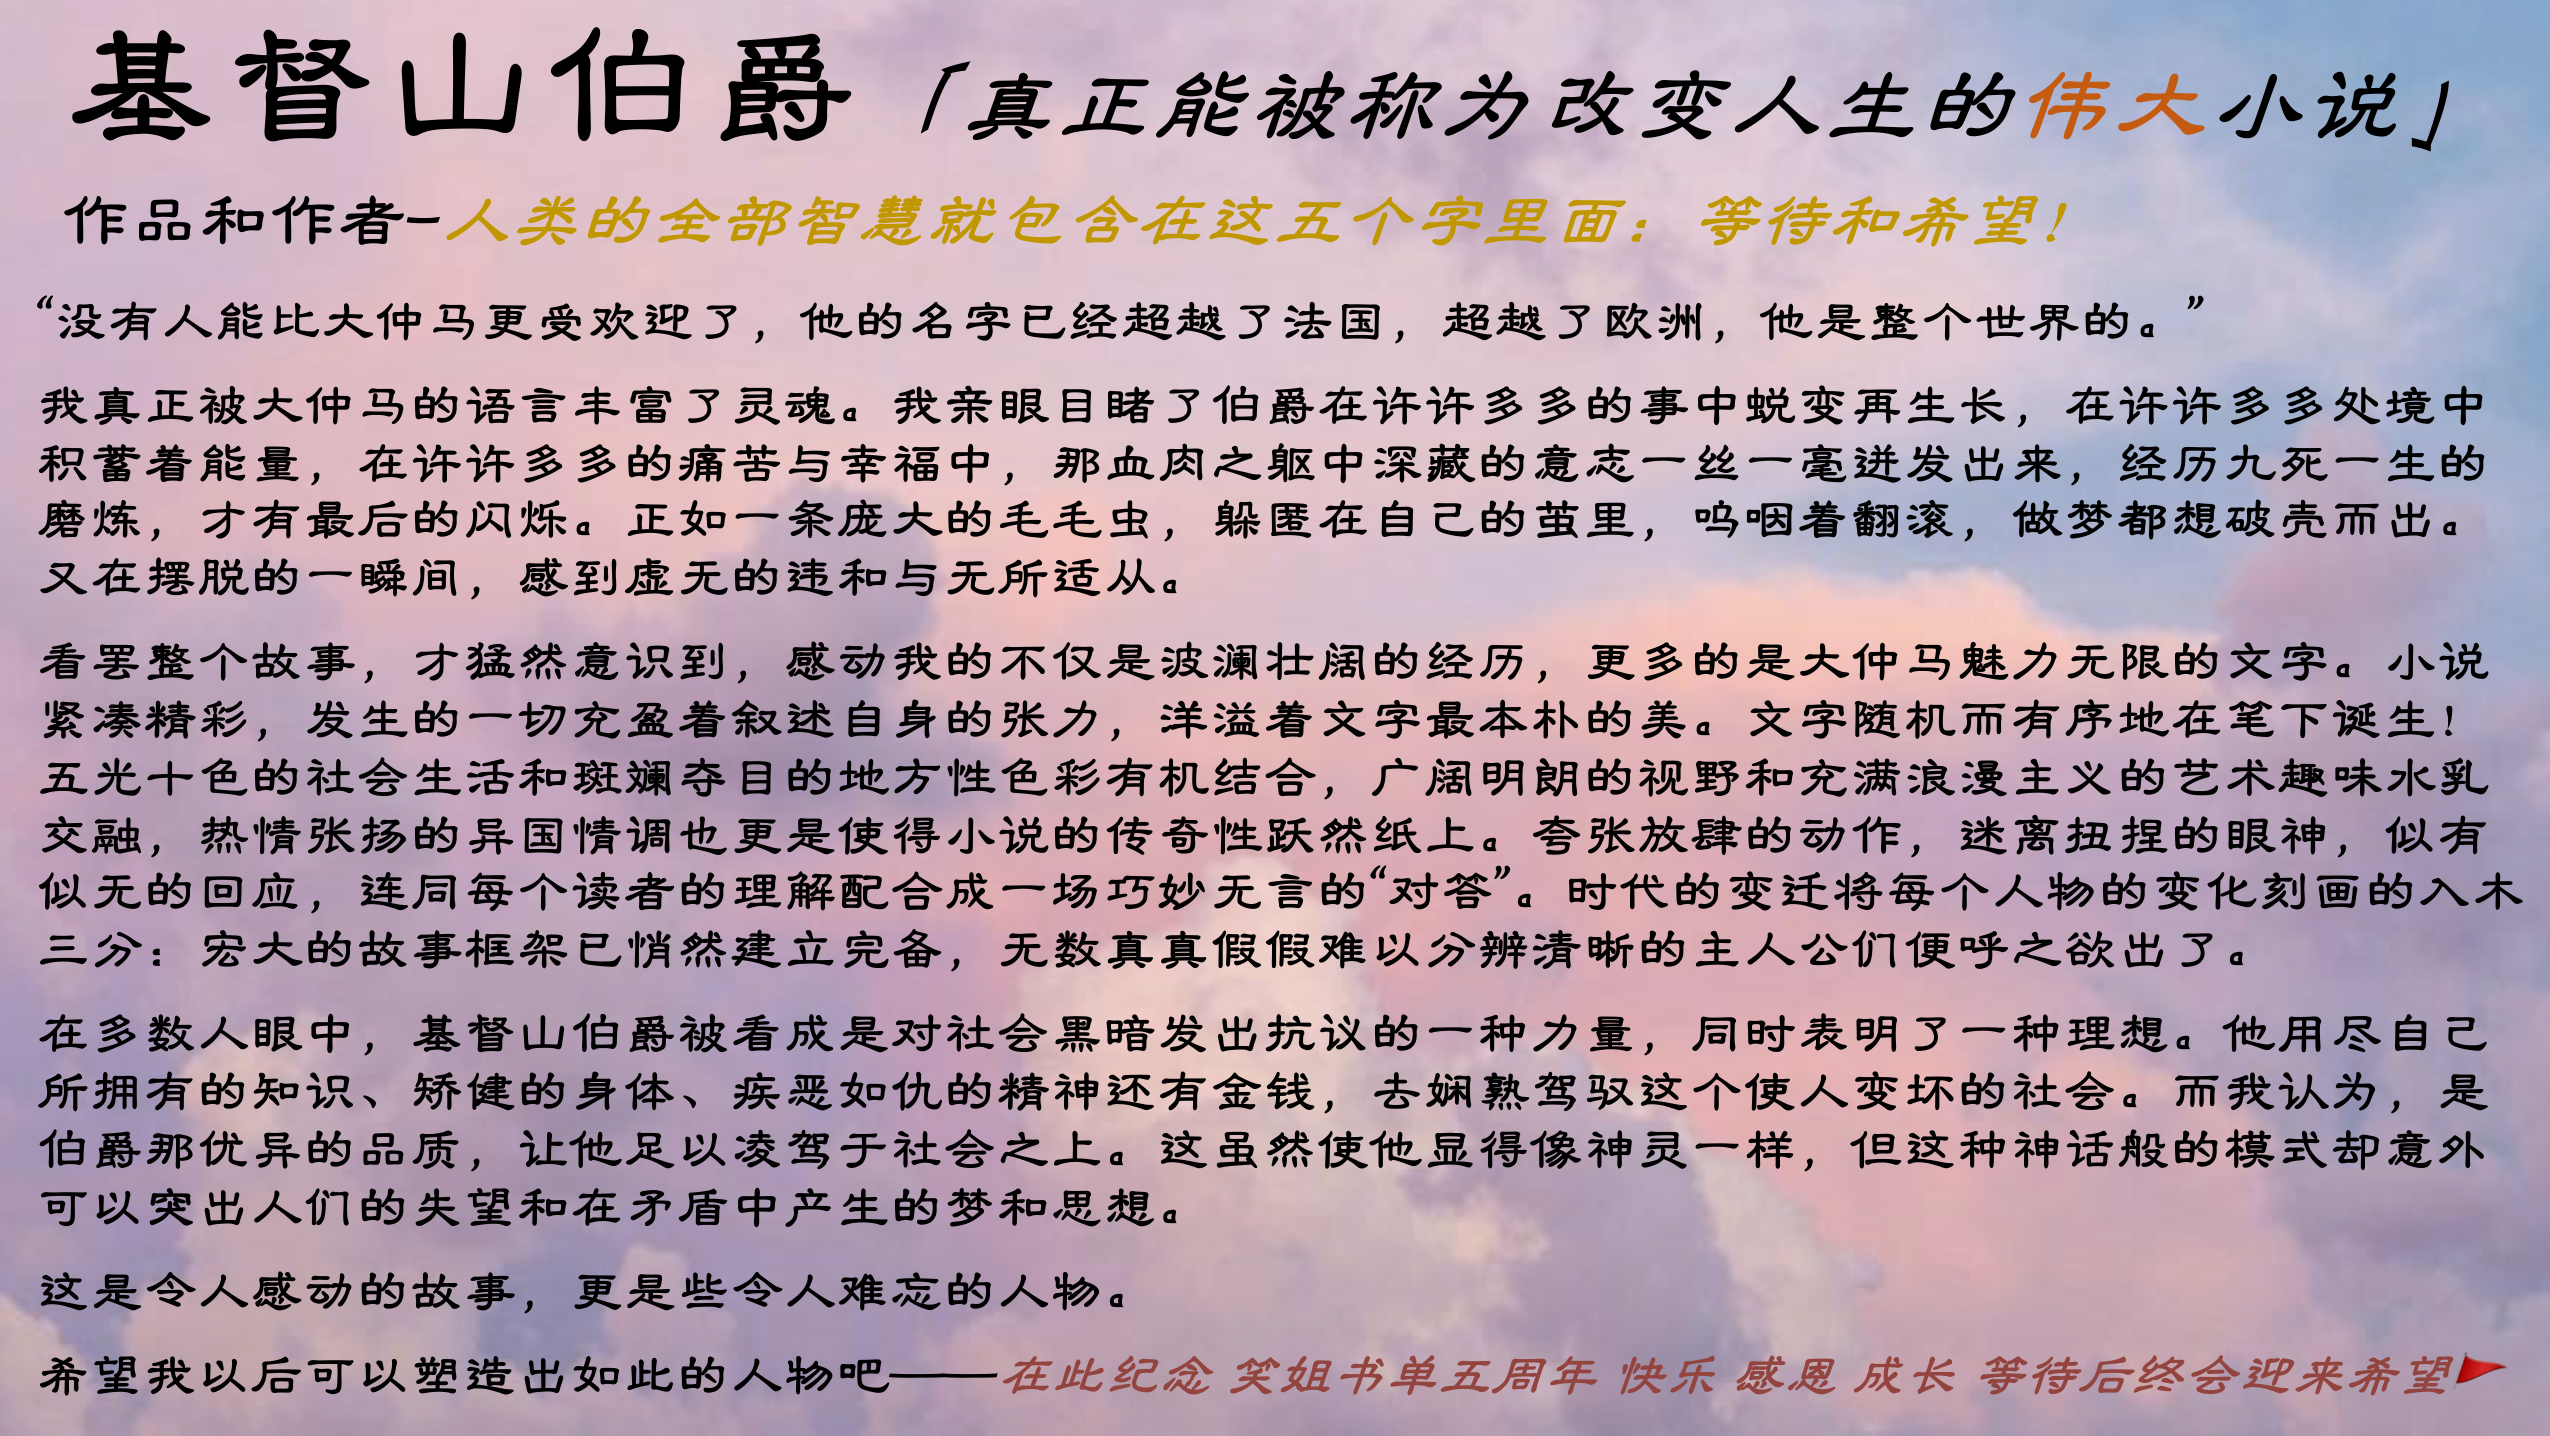 基督山伯爵「真正能被称为改变人生的伟大小说」
作品和作者-人类的全部智慧就包含在这五个字里面：等待和希望！
“没有人能比大仲马更受欢迎了，他的名字已经超越了法国，超越了欧洲，他是整个世界的。”
我真正被大仲马的语言丰富了灵魂。我亲眼目睹了伯爵在许许多多的事中蜕变再生长，在许许多多处境中
积蓄着能量，在许许多多的痛苦与幸福中，那血肉之躯中深藏的意志一丝一毫迸发出来，经历九死一生的
磨炼，才有最后的闪烁。正如一条庞大的毛毛虫，躲匿在自己的茧里，呜咽着翻滚，做梦都想破壳而出。
又在摆脱的一瞬间，感到虚无的违和与无所适从。
看罢整个故事，才猛然意识到，感动我的不仅是波澜壮阔的经历，更多的是大仲马魅力无限的文字。小说
紧凑精彩，发生的一切充盈着叙述自身的张力，洋溢着文字最本朴的美。文字随机而有序地在笔下诞生！
五光十色的社会生活和斑斓夺目的地方性色彩有机结合，广阔明朗的视野和充满浪漫主义的艺术趣味水乳
交融，热情张扬的异国情调也更是使得小说的传奇性跃然纸上。夸张放肆的动作，迷离扭捏的眼神，似有
似无的回应，连同每个读者的理解配合成一场巧妙无言的“对答”。时代的变迁将每个人物的变化刻画的入木
三分：宏大的故事框架已悄然建立完备，无数真真假假难以分辨清晰的主人公们便呼之欲出了。
在多数人眼中，基督山伯爵被看成是对社会黑暗发出抗议的一种力量，同时表明了一种理想。他用尽自己
所拥有的知识、矫健的身体、疾恶如仇的精神还有金钱，去娴熟驾驭这个使人变坏的社会。而我认为，是
伯爵那优异的品质，让他足以凌驾于社会之上。这虽然使他显得像神灵一样，但这种神话般的模式却意外
可以突出人们的失望和在矛盾中产生的梦和思想。
这是令人感动的故事，更是些令人难忘的人物。
希望我以后可以塑造出如此的人物吧——在此纪念 笑姐书单五周年 快乐 感恩 成长 等待后终会迎来希望🚩